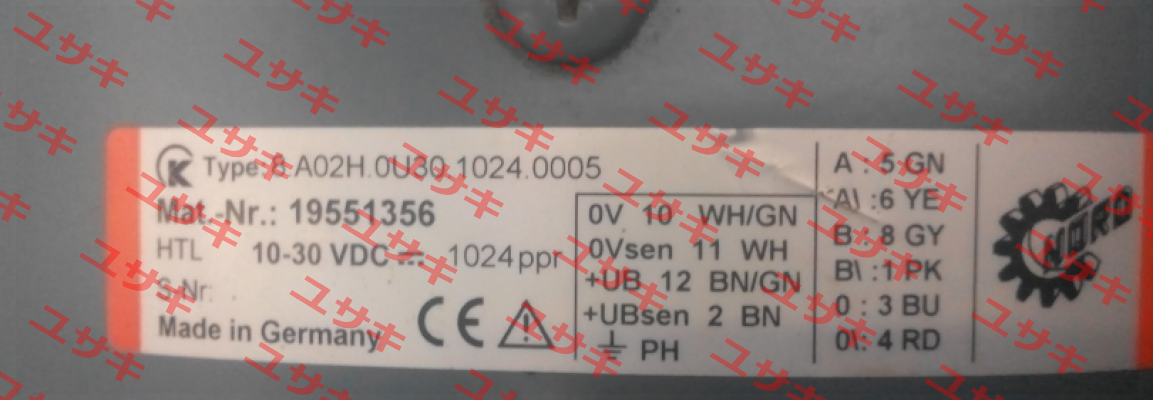 Type:8.A02H.0U30.1024.0005
Mat.-Nr.: 19551356
HTL 10-30 VDC 1024 ppr
S.Nr:
Made in Germany
CE
0V 10 WH/GN
0Vsen 11 WH
+UB 12 BN/GN
+UBsen 2 BN
PH
A : 5 GN
A\ :6 YE
B : 8 GY
B\ :1 PK
0 : 3 BU
0\: 4 RD
NORD
ユサキ